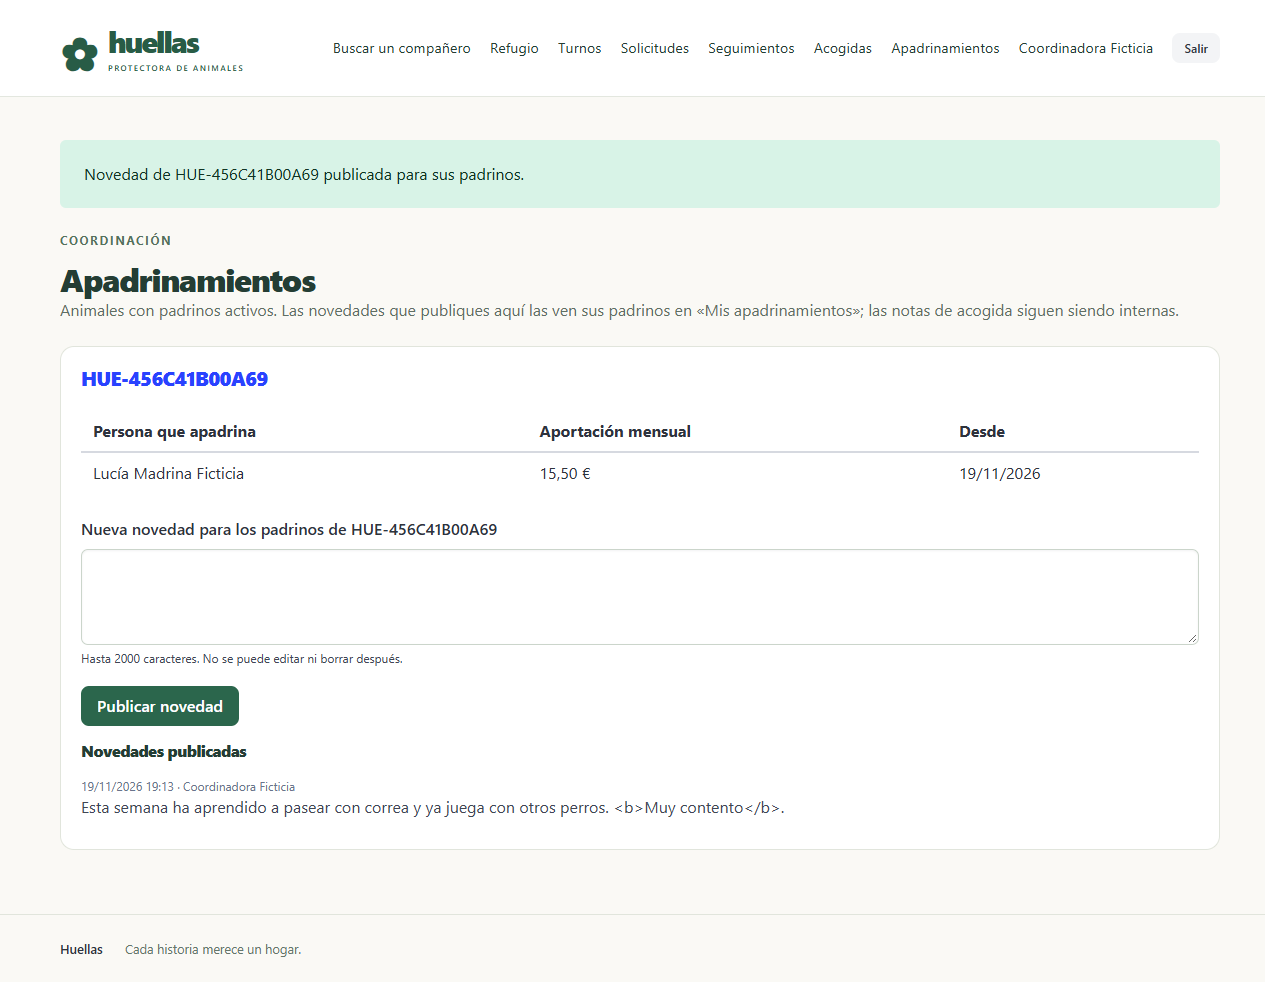 huellas
PROTECTORA DE ANIMALES
Buscar un compañero
Refugio
Turnos
Solicitudes
Seguimientos
Acogidas
Apadrinamientos
Coordinadora Ficticia
Salir
Novedad de HUE-456C41B00A69 publicada para sus padrinos.
COORDINACIÓN
Apadrinamientos
Animales con padrinos activos. Las novedades que publiques aquí las ven sus padrinos en «Mis apadrinamientos»; las notas de acogida siguen siendo internas.
HUE-456C41B00A69
Persona que apadrina Aportación mensual Desde
Lucía Madrina Ficticia 15,50 € 19/11/2026
Nueva novedad para los padrinos de HUE-456C41B00A69
Hasta 2000 caracteres. No se puede editar ni borrar después.
Publicar novedad
Novedades publicadas
19/11/2026 19:13 · Coordinadora Ficticia
Esta semana ha aprendido a pasear con correa y ya juega con otros perros. <b>Muy contento</b>.
Huellas Cada historia merece un hogar.